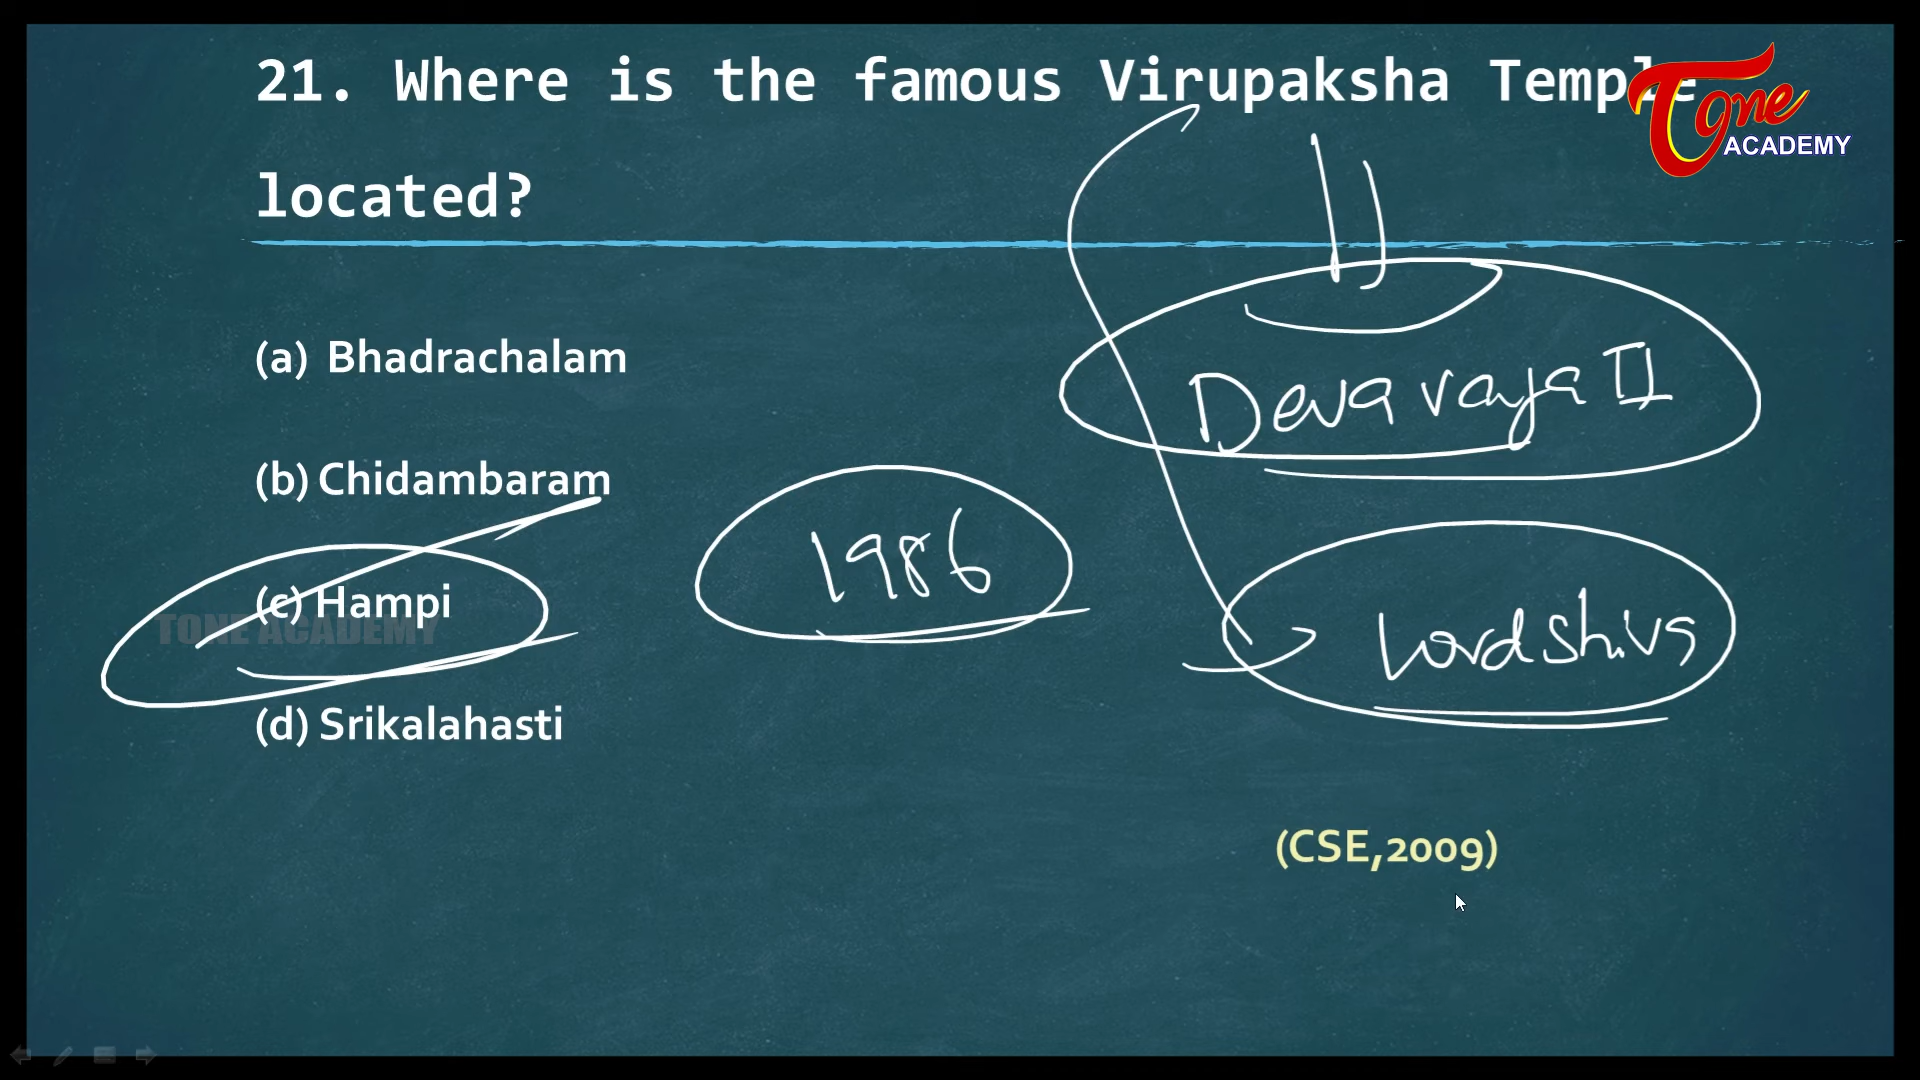 21. Where is the famous Virupaksha Temple
located?
Tone
ACADEMY
(a) Bhadrachalam
Devaraya II
(b) Chidambaram
1986
(c) Hampi
TONE ACADEMY
Lord Shiva
(d) Srikalahasti
(CSE,2009)